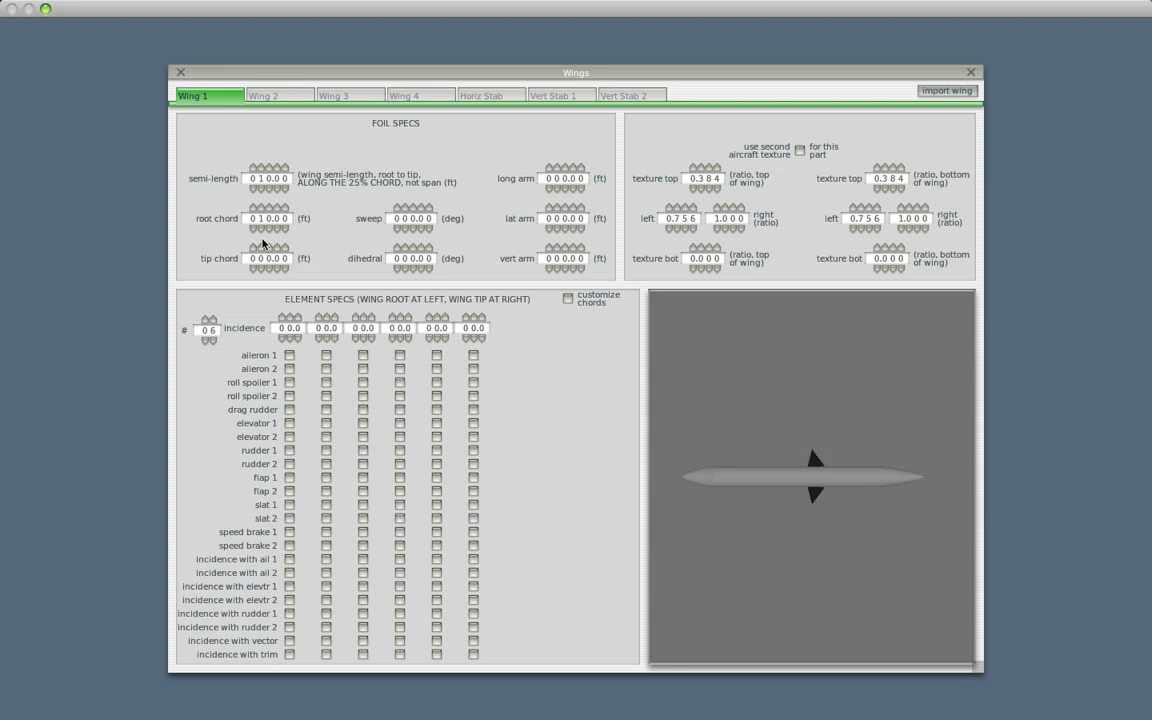 Wings
Wing 1 Wing 2 Wing 3 Wing 4 Horiz Stab Vert Stab 1 Vert Stab 2 import wing
FOIL SPECS
use second aircraft texture for this part
semi-length 0 1 0.0 0 (wing semi-length, root to tip, ALONG THE 25% CHORD, not span (ft) long arm 0 0 0.0 0 (ft) texture top 0.3 8 4 (ratio, top of wing) texture top 0.3 8 4 (ratio, bottom of wing)
root chord 0 1 0.0 0 (ft) sweep 0 0 0.0 0 (deg) lat arm 0 0 0.0 0 (ft) left 0.7 5 6 1.0 0 0 right (ratio) left 0.7 5 6 1.0 0 0 right (ratio)
tip chord 0 0 0.0 0 (ft) dihedral 0 0 0.0 0 (deg) vert arm 0 0 0.0 0 (ft) texture bot 0.0 0 0 (ratio, top of wing) texture bot 0.0 0 0 (ratio, bottom of wing)
ELEMENT SPECS (WING ROOT AT LEFT, WING TIP AT RIGHT) customize chords
# 0 6 incidence 0 0.0 0 0.0 0 0.0 0 0.0 0 0.0 0 0.0
aileron 1
aileron 2
roll spoiler 1
roll spoiler 2
drag rudder
elevator 1
elevator 2
rudder 1
rudder 2
flap 1
flap 2
slat 1
slat 2
speed brake 1
speed brake 2
incidence with ail 1
incidence with ail 2
incidence with elevtr 1
incidence with elevtr 2
incidence with rudder 1
incidence with rudder 2
incidence with vector
incidence with trim